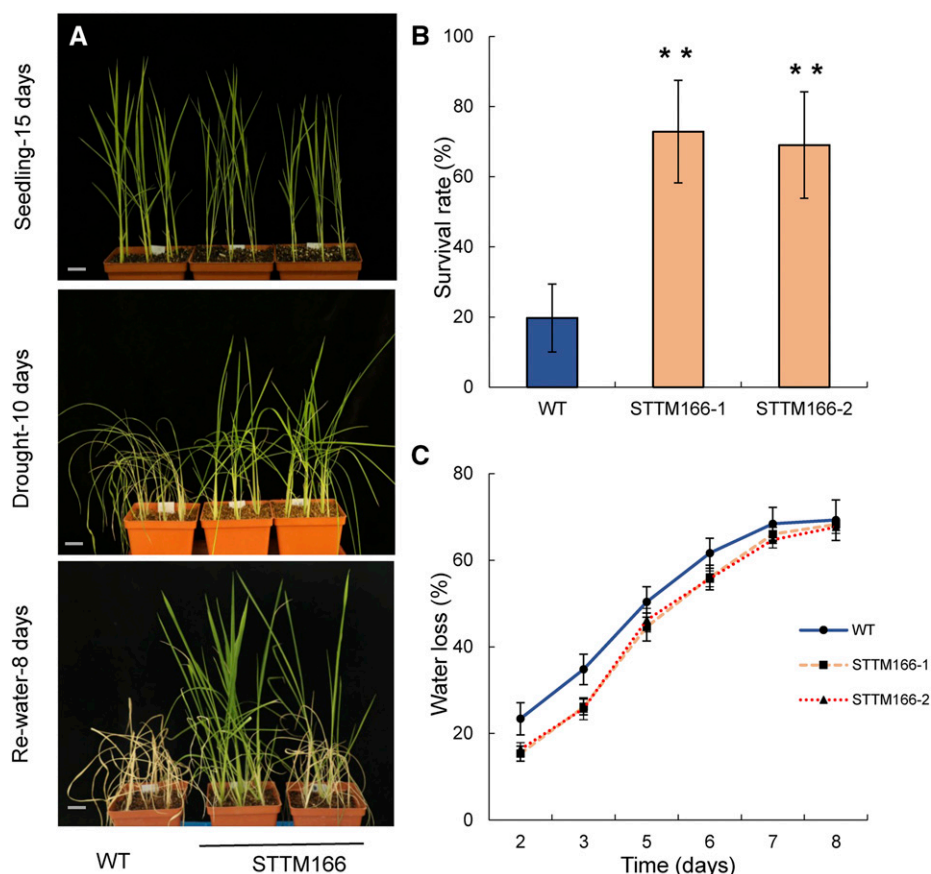 A
Seedling-15 days
Drought-10 days
Re-water-8 days
WT
STTM166
B
Survival rate (%)
100
80
60
40
20
0
* *
* *
WT
STTM166-1
STTM166-2
C
Water loss (%)
80
60
40
20
0
WT
STTM166-1
STTM166-2
2 3 5 6 7 8
Time (days)